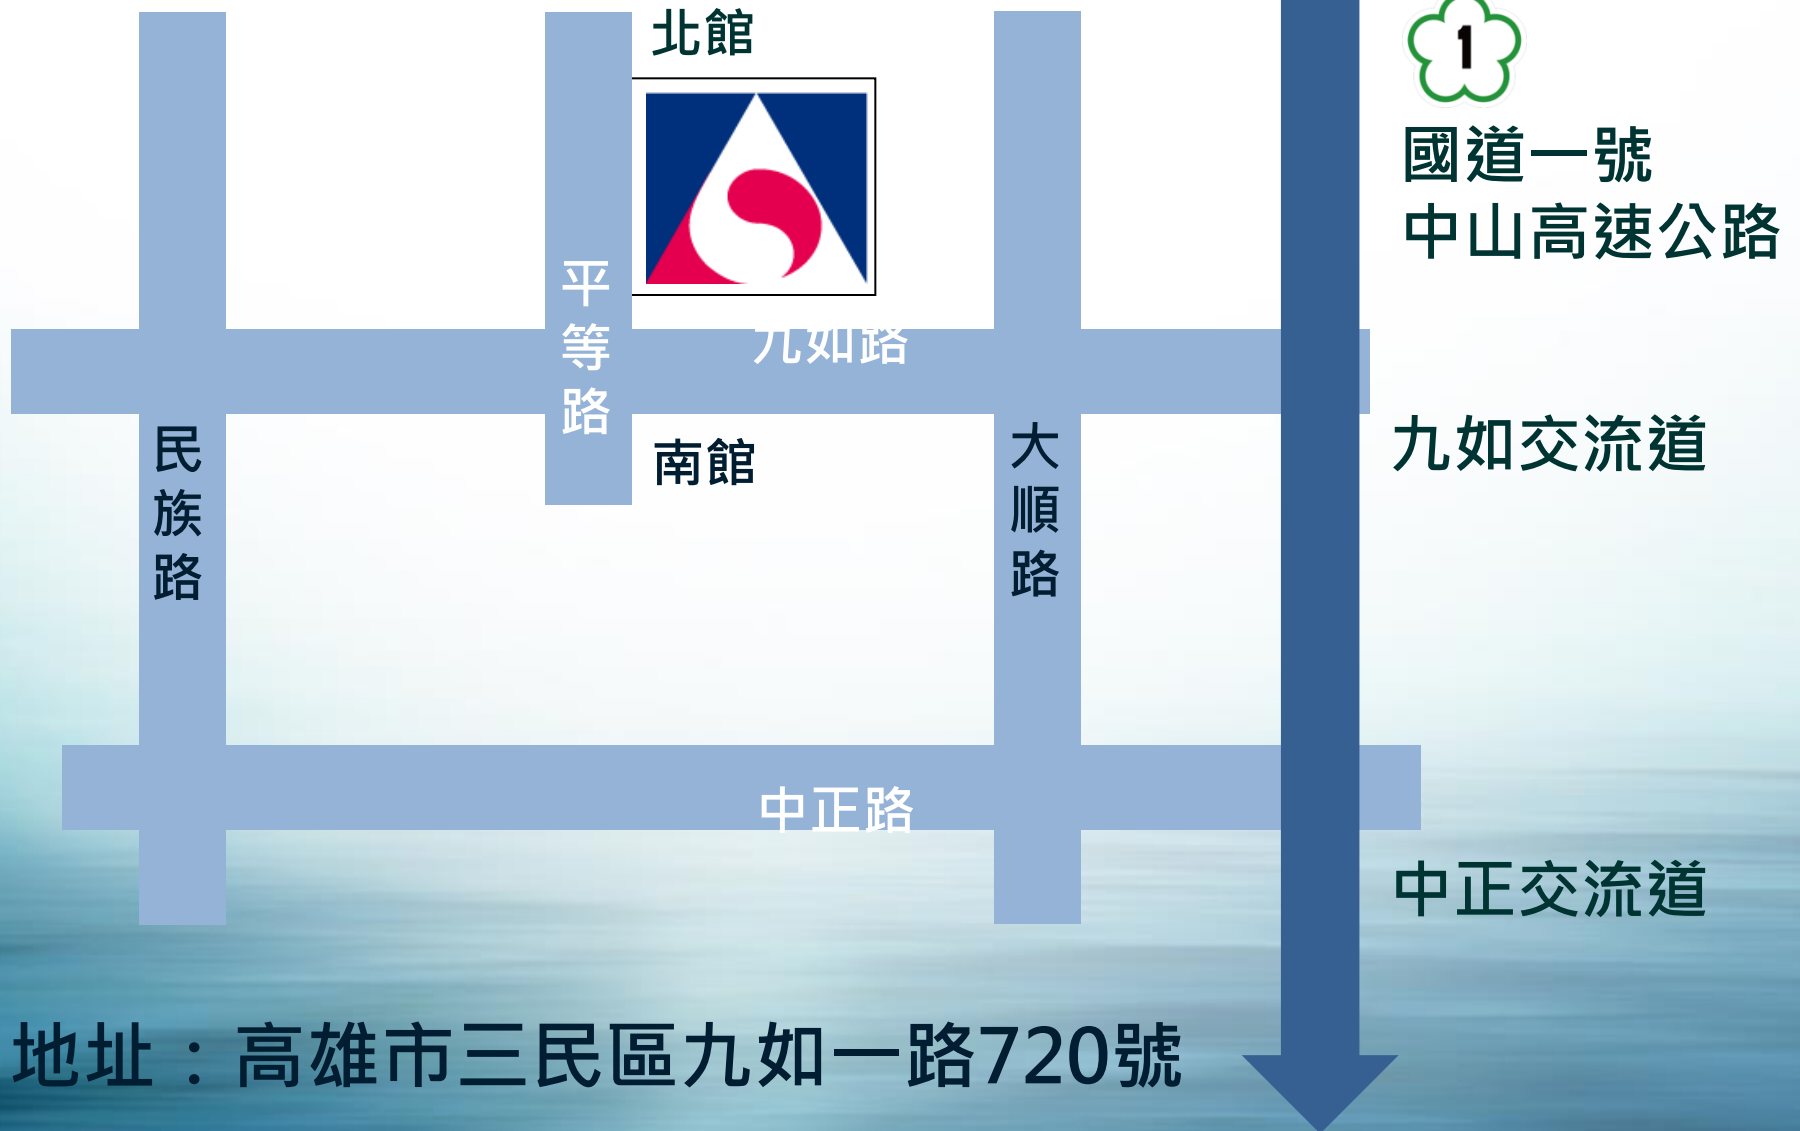 北館
1
國道一號
中山高速公路
平等路
九如路
民族路
南館
大順路
九如交流道
中正路
中正交流道
地址：高雄市三民區九如一路720號